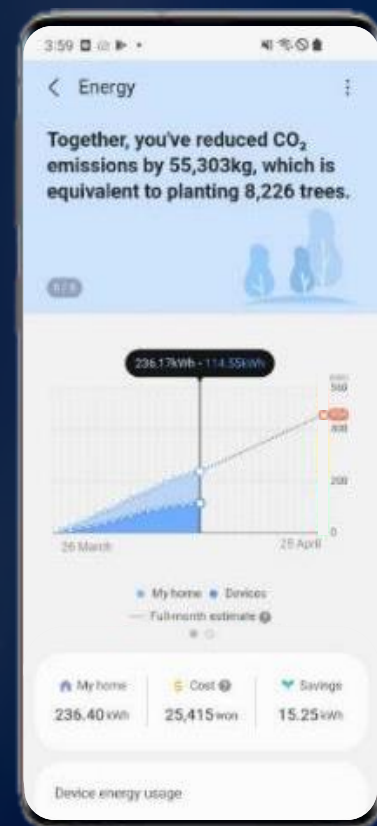 3:59
Energy
Together, you've reduced CO₂
emissions by 55,303kg, which is
equivalent to planting 8,226 trees.
236.17kWh - 114.55kWh
560
400
200
0
26 March
25 April
My home Devices
Full-month estimate
My home
Cost
Savings
236.40 kWh
25,415 won
15.25 kWh
Device energy usage